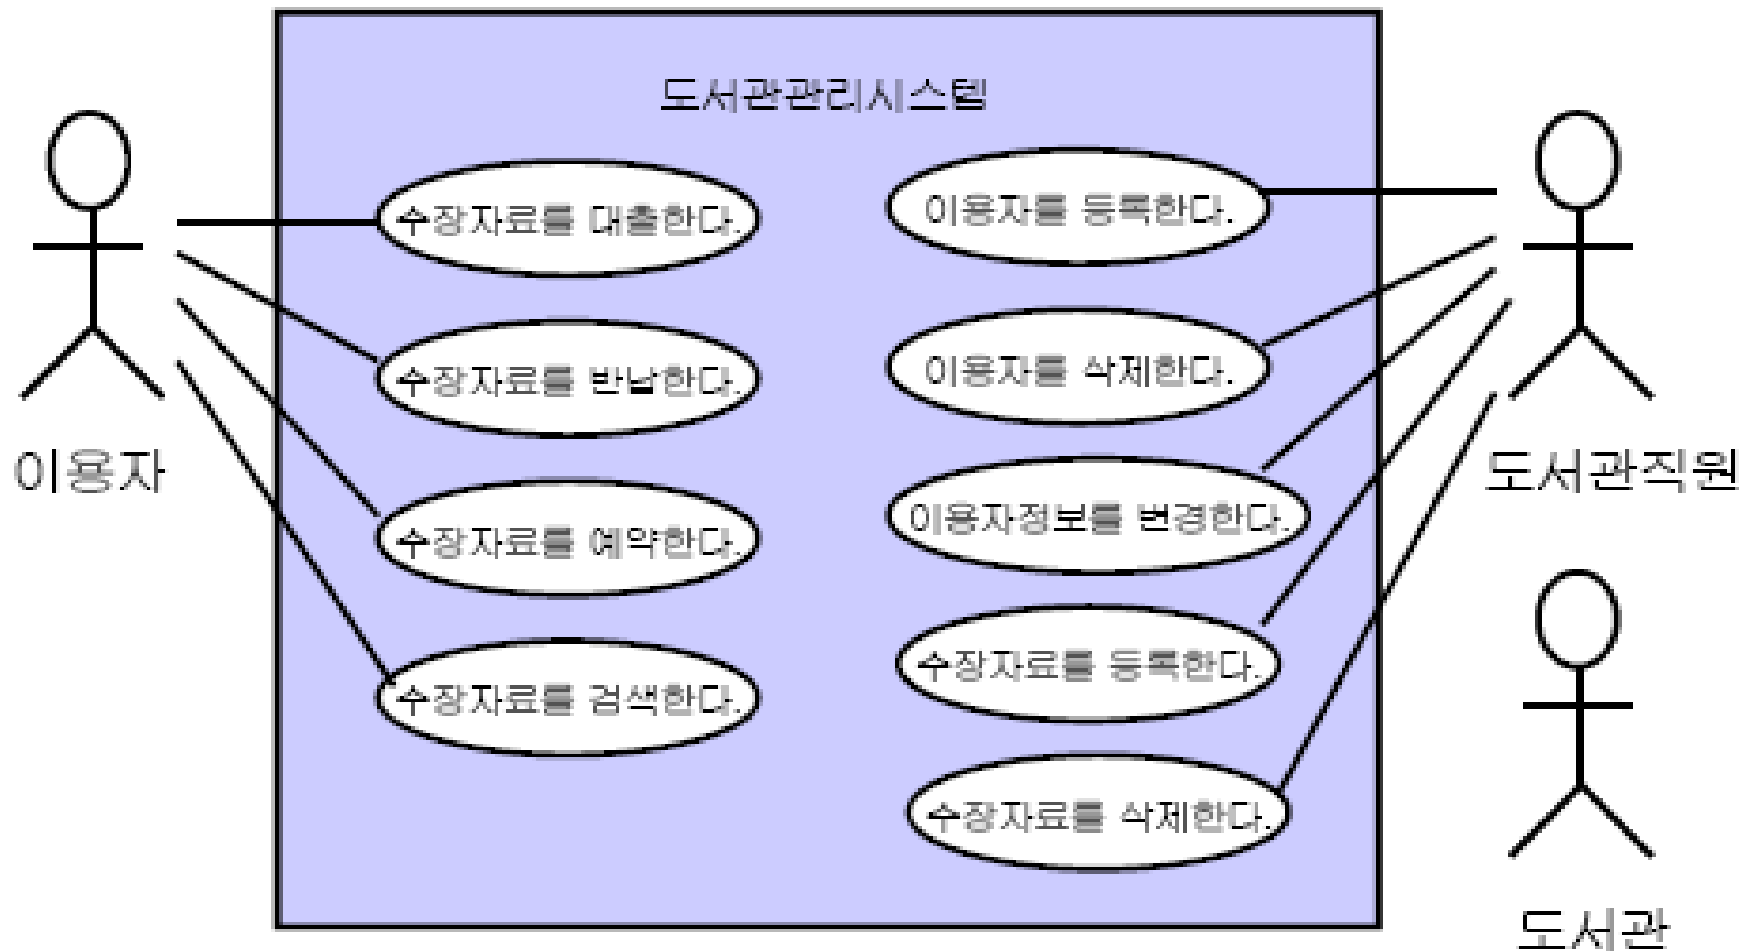 도서관관리시스템
수장자료를 대출한다.
수장자료를 반납한다.
수장자료를 예약한다.
수장자료를 검색한다.
이용자를 등록한다.
이용자를 삭제한다.
이용자정보를 변경한다.
수장자료를 등록한다.
수장자료를 삭제한다.
이용자
도서관직원
도서관